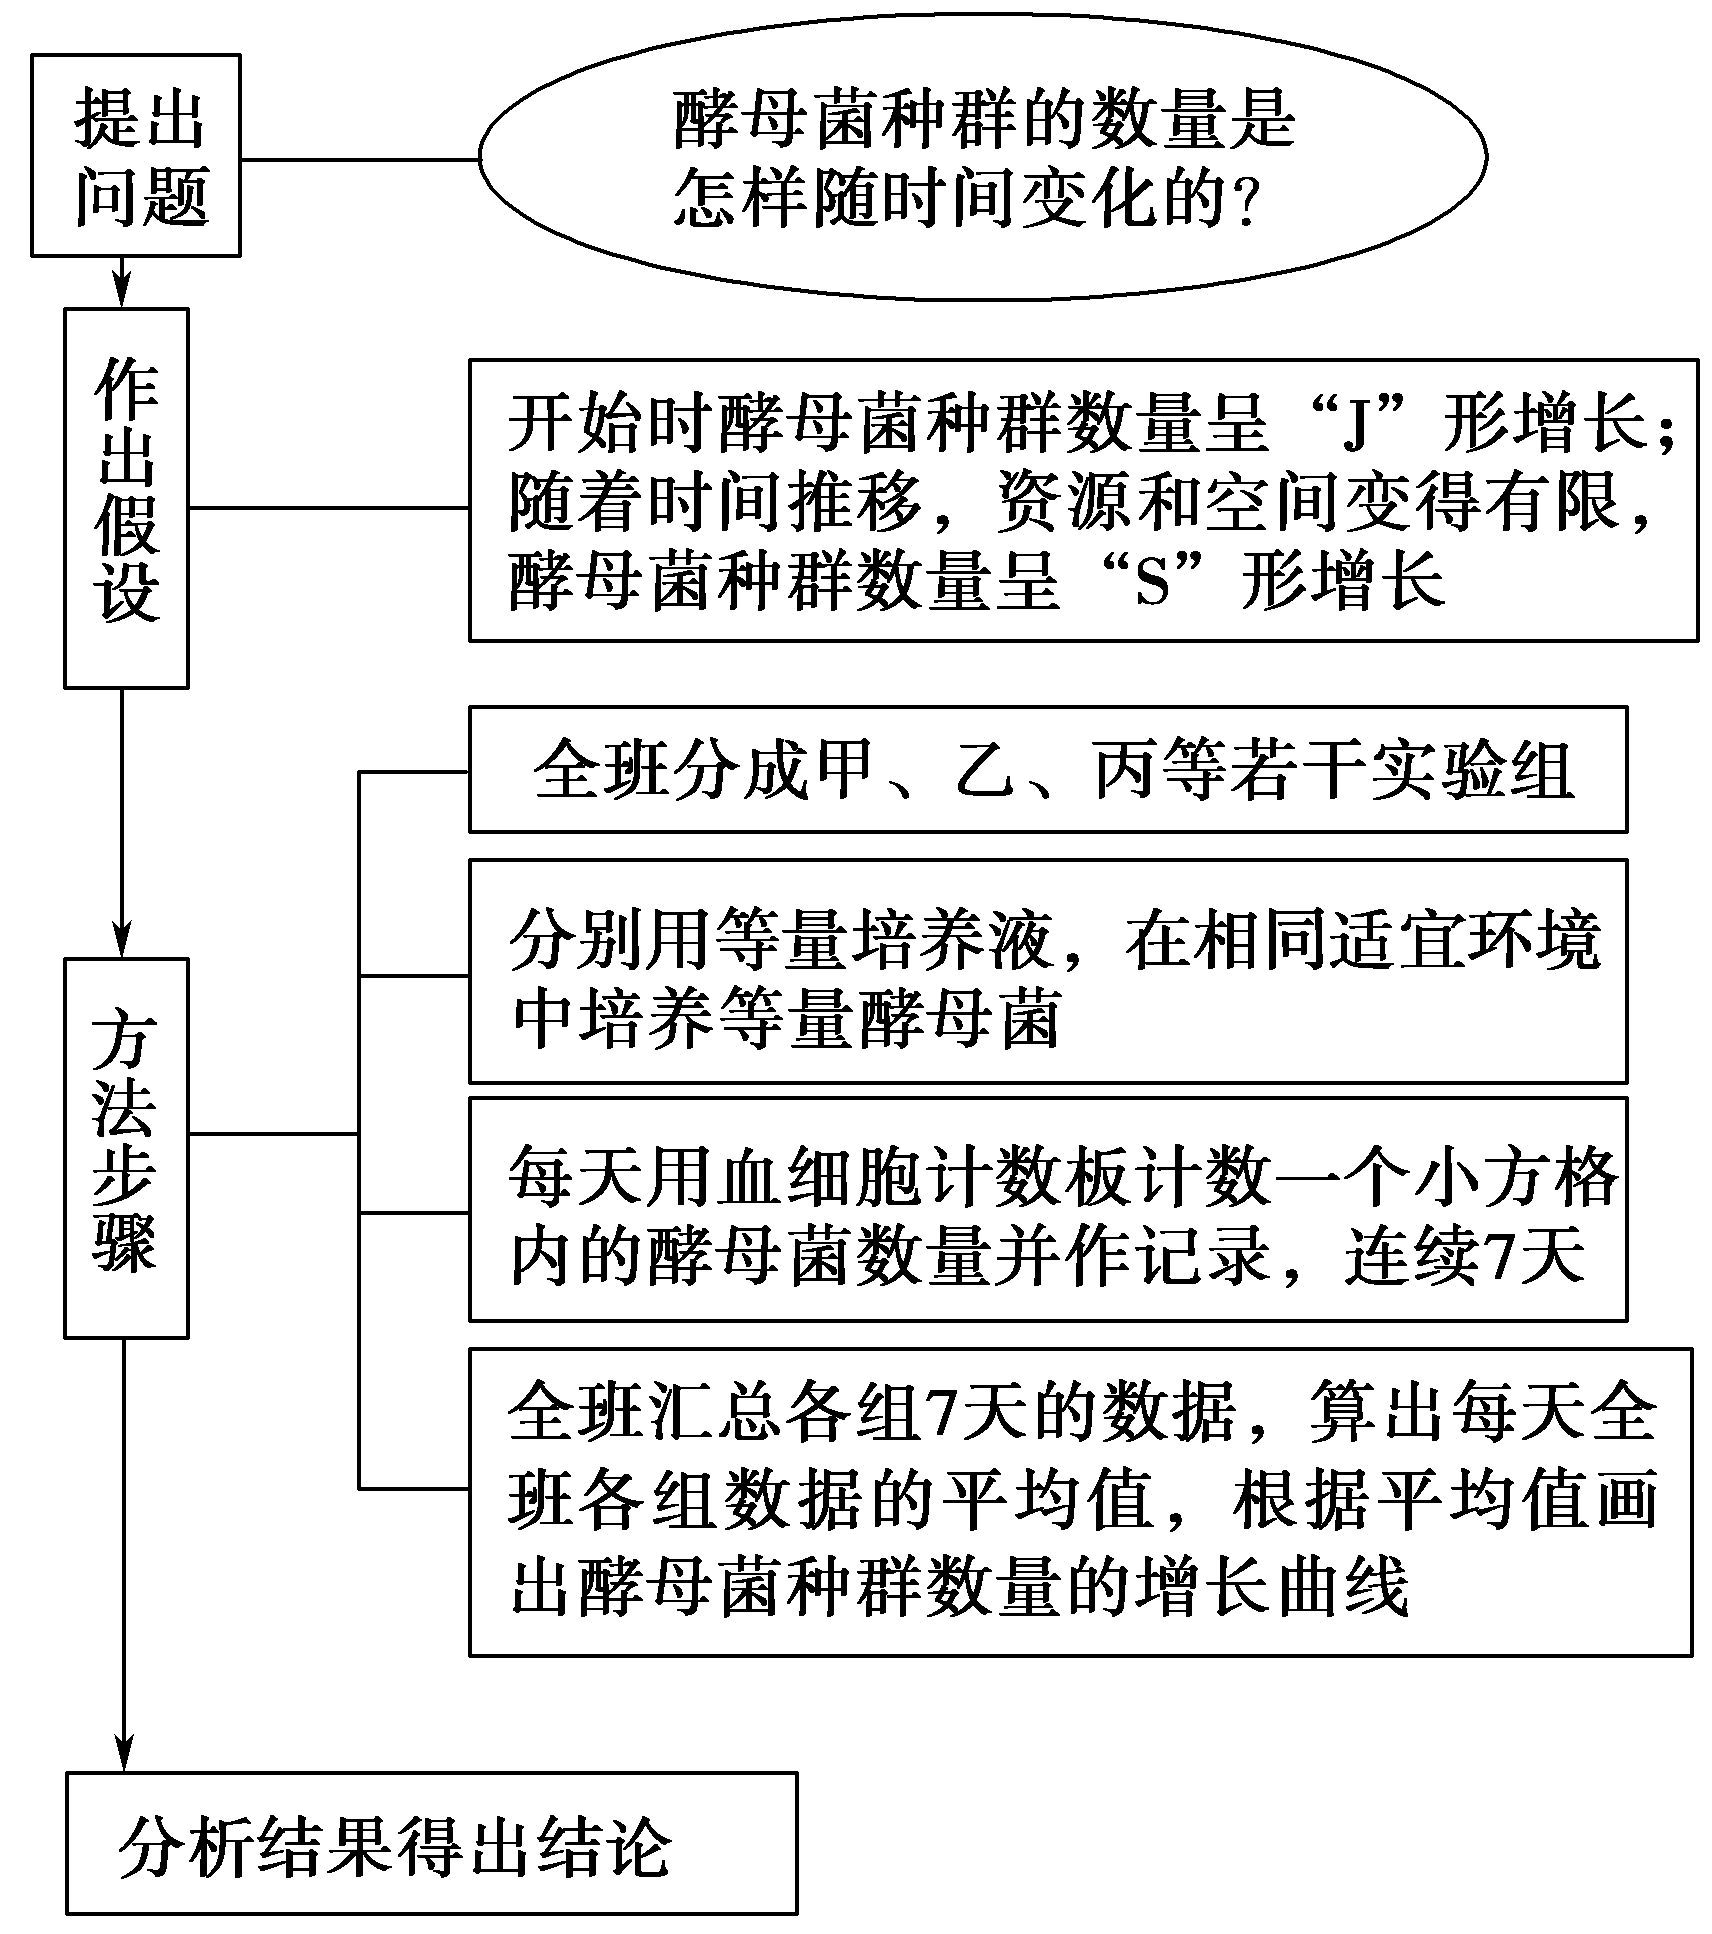 提出
问题
酵母菌种群的数量是
怎样随时间变化的？
作出假设
开始时酵母菌种群数量呈“J”形增长；
随着时间推移，资源和空间变得有限，
酵母菌种群数量呈“S”形增长
方法步骤
全班分成甲、乙、丙等若干实验组
分别用等量培养液，在相同适宜环境
中培养等量酵母菌
每天用血细胞计数板计数一个小方格
内的酵母菌数量并作记录，连续7天
全班汇总各组7天的数据，算出每天全
班各组数据的平均值，根据平均值画
出酵母菌种群数量的增长曲线
分析结果得出结论